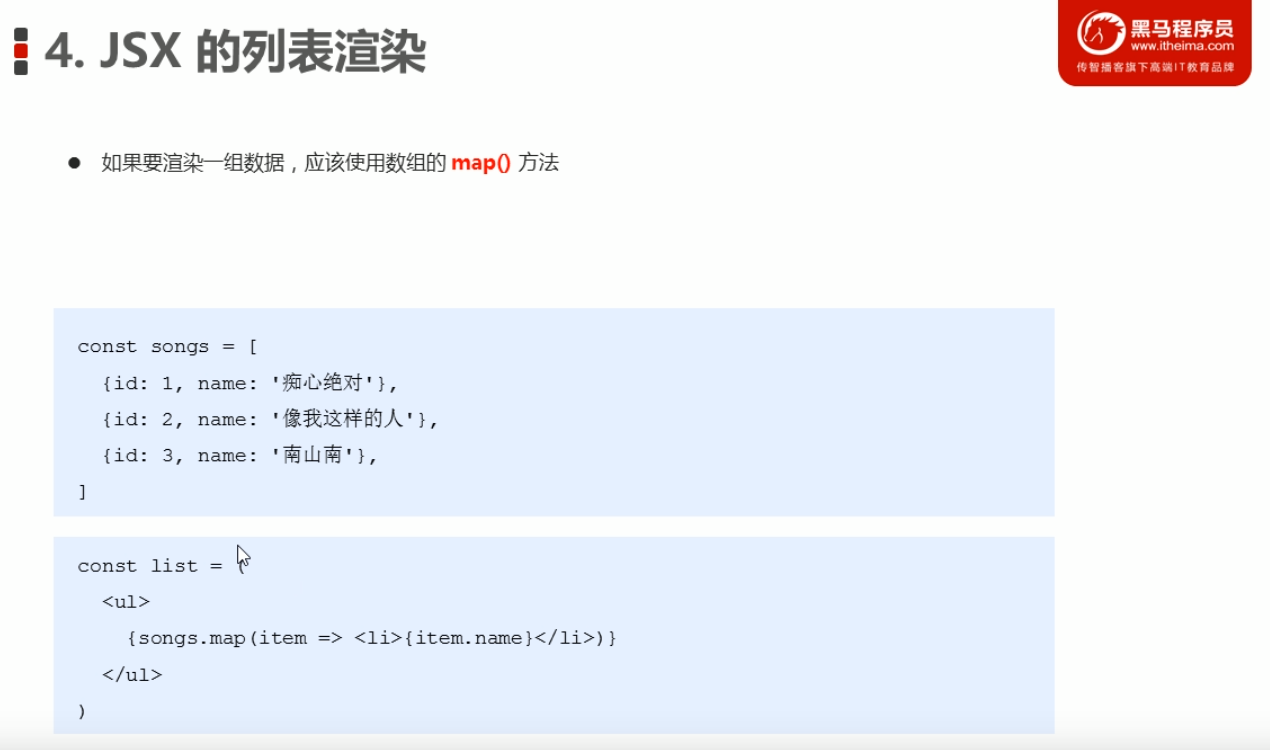 4. JSX 的列表渲染
黑马程序员
www.itheima.com
传智播客旗下高端IT教育品牌
● 如果要渲染一组数据，应该使用数组的 map() 方法
const songs = [
{id: 1, name: '痴心绝对'},
{id: 2, name: '像我这样的人'},
{id: 3, name: '南山南'},
]
const list = (
<ul>
{songs.map(item => <li>{item.name}</li>)}
</ul>
)